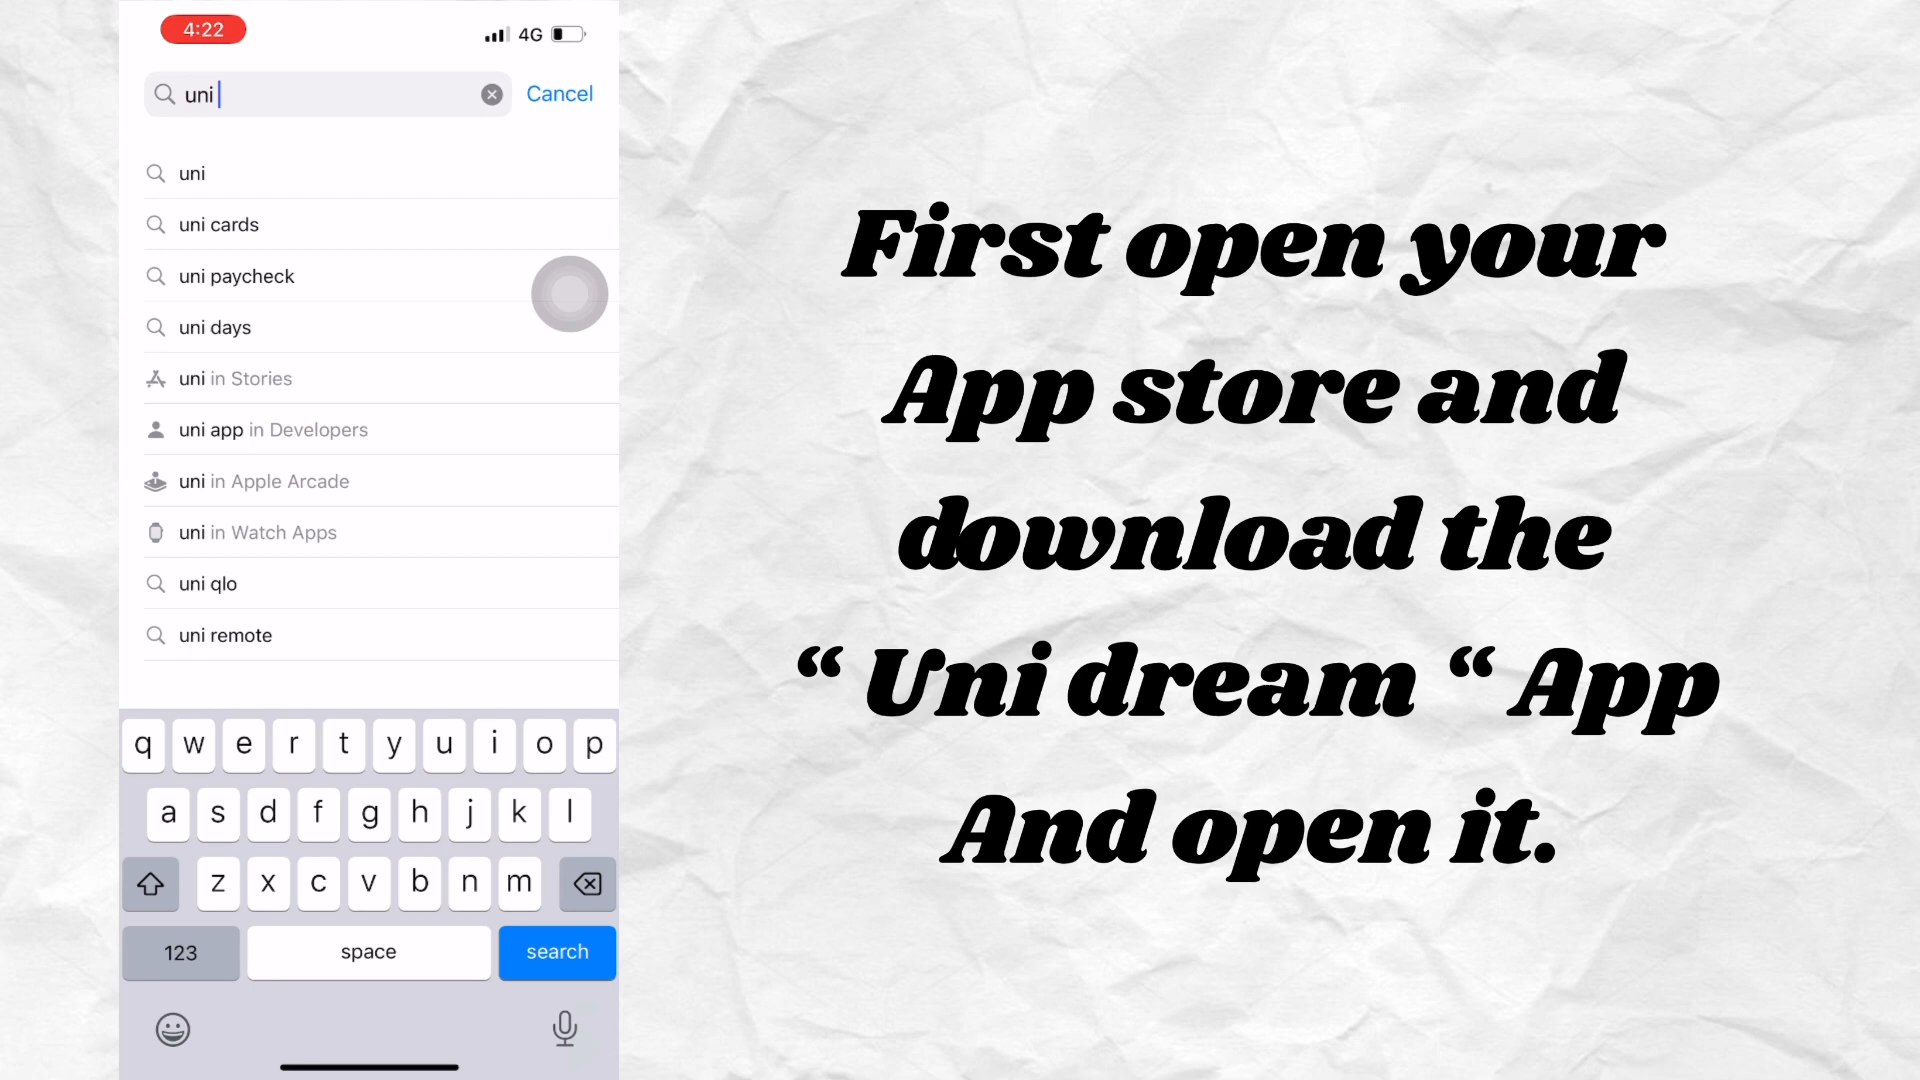 4:22
4G
uni
Cancel
uni
uni cards
uni paycheck
uni days
uni in Stories
uni app in Developers
uni in Apple Arcade
uni in Watch Apps
uni qlo
uni remote
q w e r t y u i o p
a s d f g h j k l
z x c v b n m
123 space search
First open your
App store and
download the
“ Uni dream “ App
And open it.